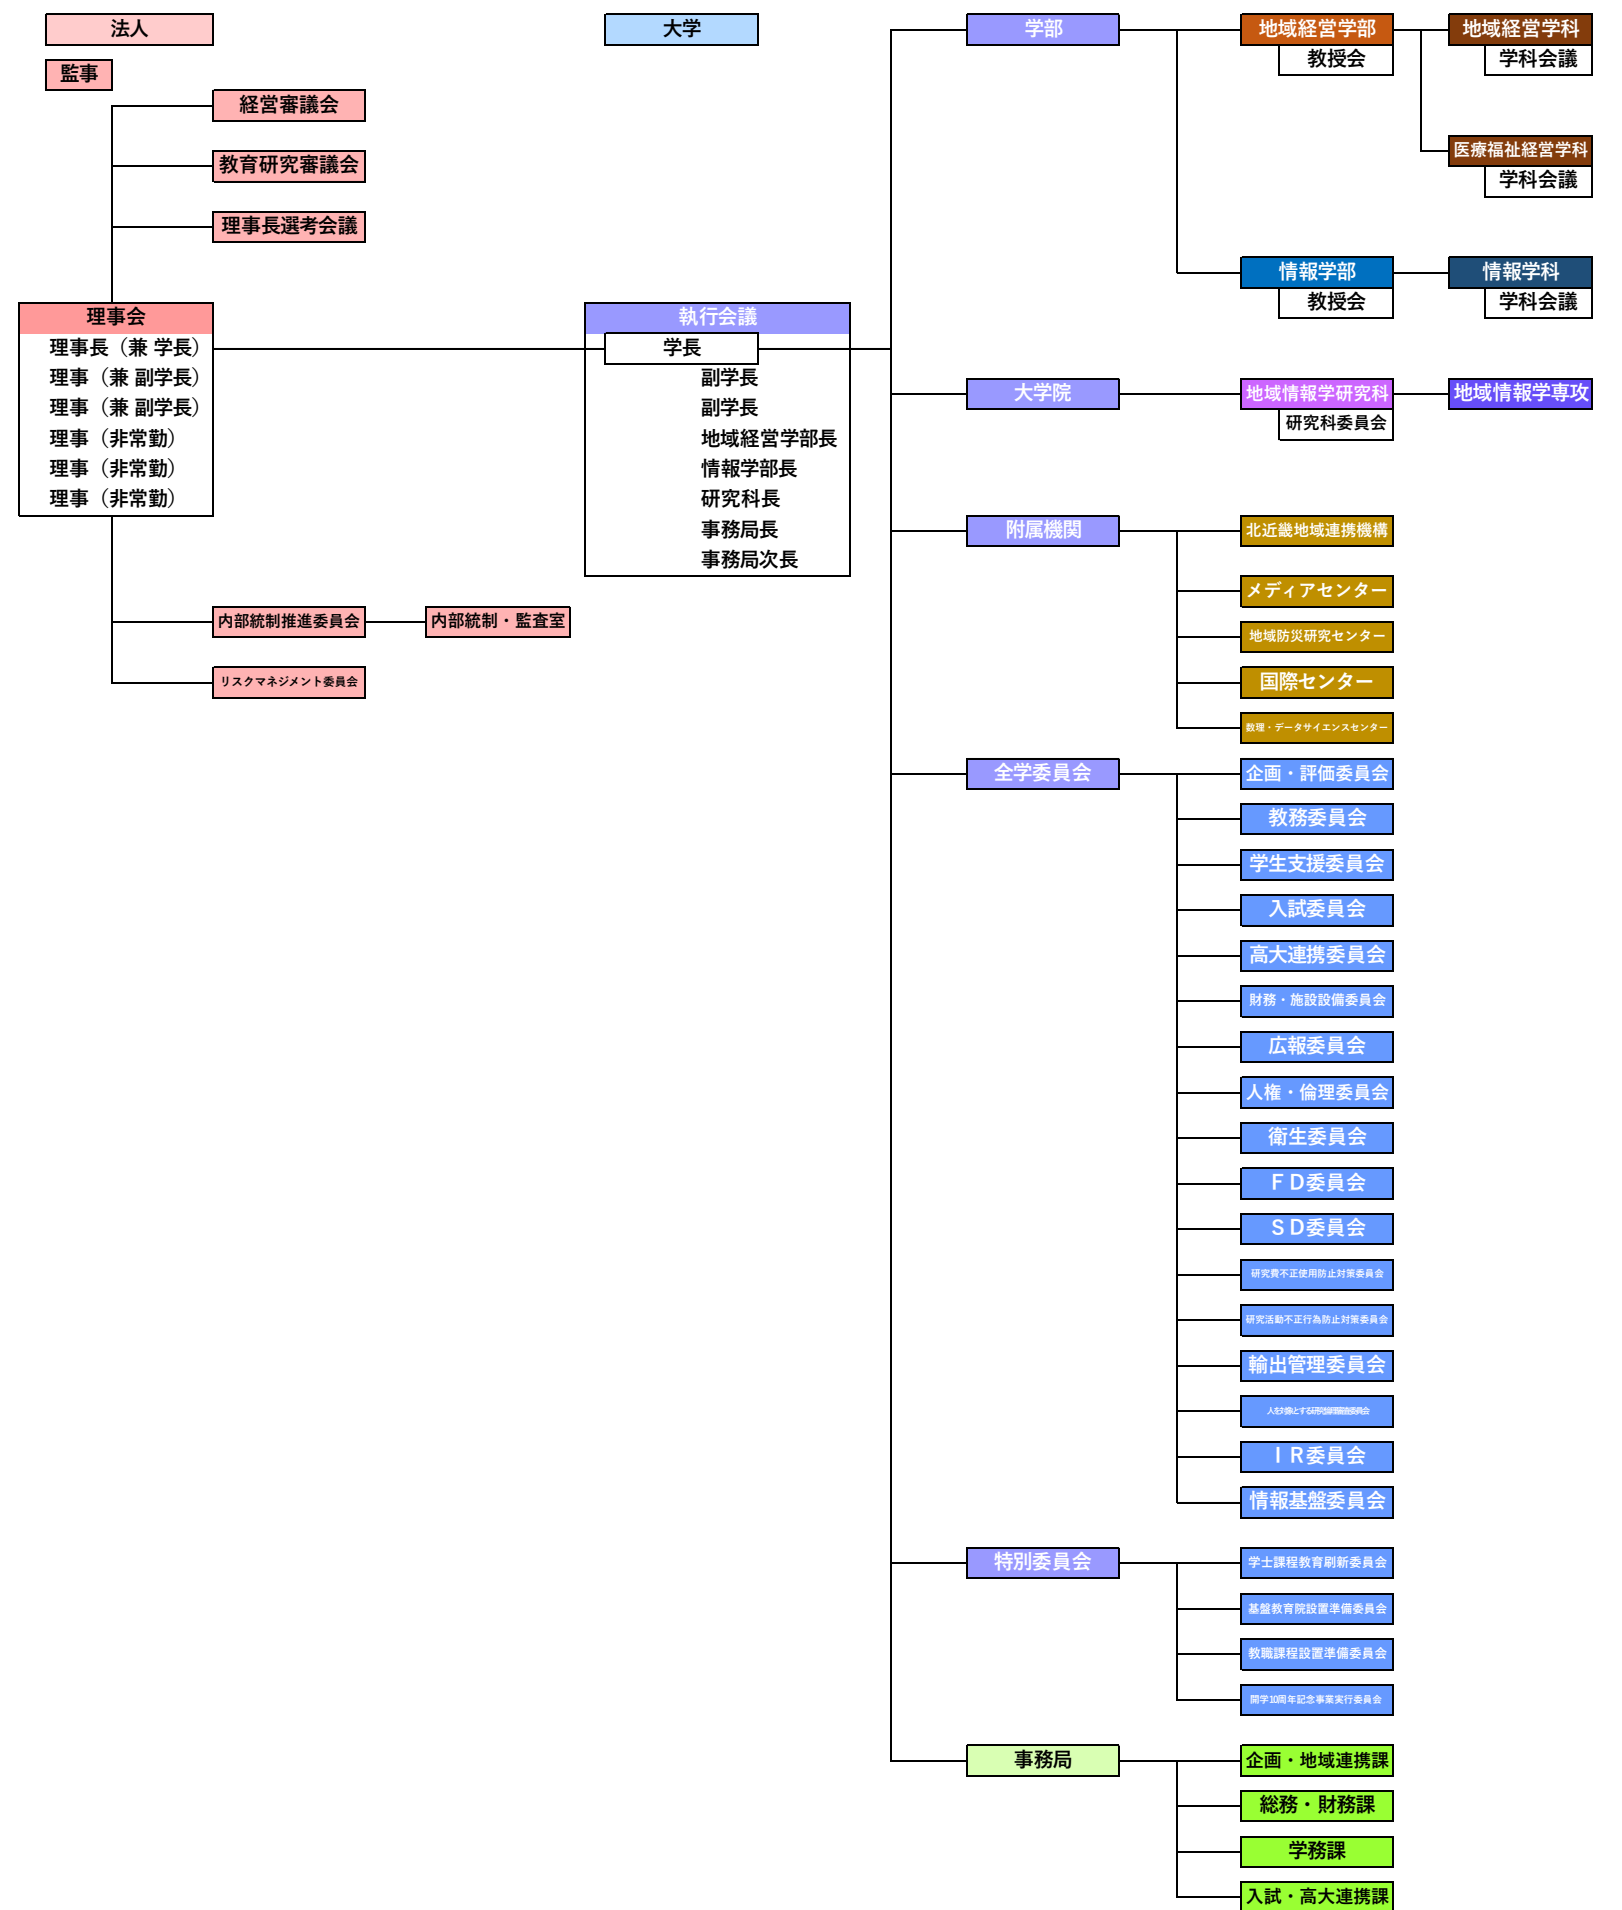 法人
監事
経営審議会
教育研究審議会
理事長選考会議
理事会
理事長（兼 学長）
理事（兼 副学長）
理事（兼 副学長）
理事（非常勤）
理事（非常勤）
理事（非常勤）
内部統制推進委員会
内部統制・監査室
リスクマネジメント委員会
大学
執行会議
学長
副学長
副学長
地域経営学部長
情報学部長
研究科長
事務局長
事務局次長
学部
地域経営学部
教授会
地域経営学科
学科会議
医療福祉経営学科
学科会議
情報学部
教授会
情報学科
学科会議
大学院
地域情報学研究科
研究科委員会
地域情報学専攻
附属機関
北近畿地域連携機構
メディアセンター
地域防災研究センター
国際センター
数理・データサイエンスセンター
全学委員会
企画・評価委員会
教務委員会
学生支援委員会
入試委員会
高大連携委員会
財務・施設設備委員会
広報委員会
人権・倫理委員会
衛生委員会
ＦＤ委員会
ＳＤ委員会
研究費不正使用防止対策委員会
研究活動不正行為防止対策委員会
輸出管理委員会
人を対象とする研究倫理審査委員会
ＩＲ委員会
情報基盤委員会
特別委員会
学士課程教育刷新委員会
基盤教育院設置準備委員会
教職課程設置準備委員会
開学10周年記念事業実行委員会
事務局
企画・地域連携課
総務・財務課
学務課
入試・高大連携課